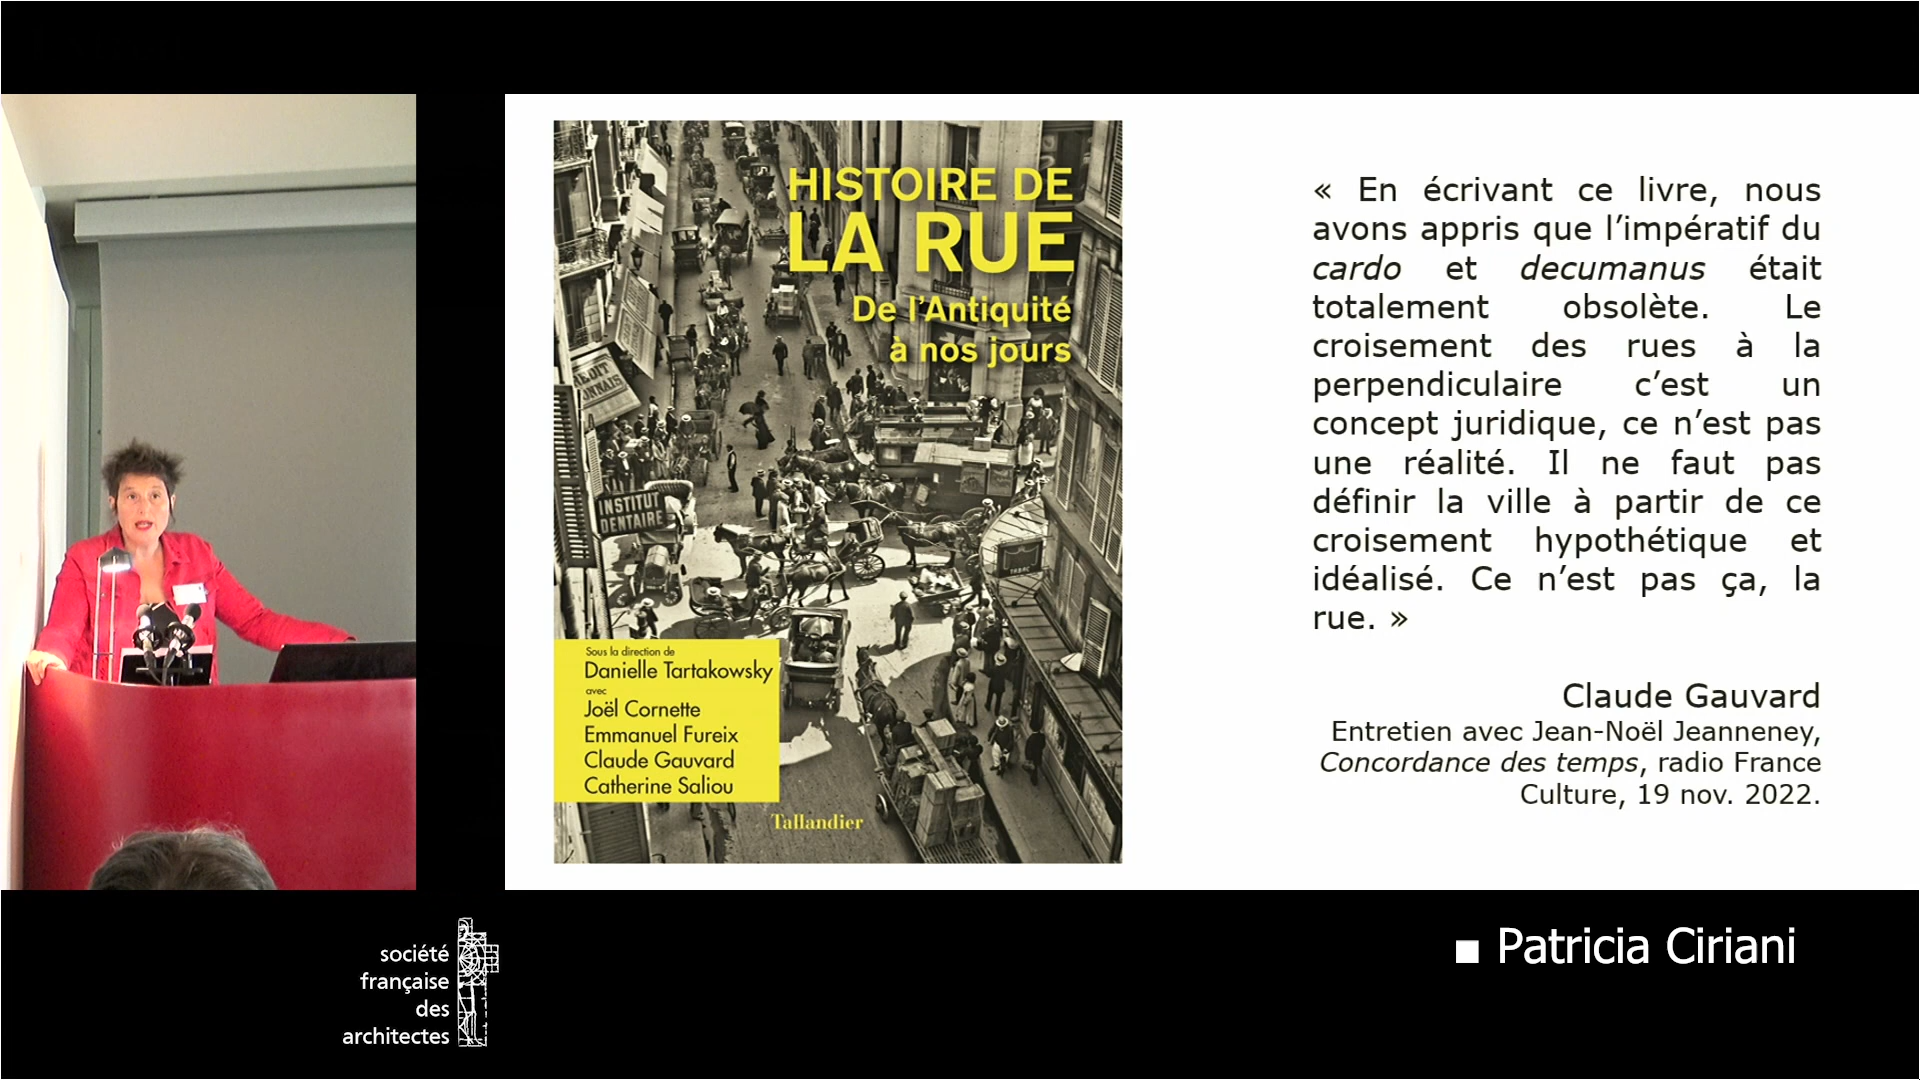 HISTOIRE DE
LA RUE
De l'Antiquité
à nos jours
INSTITUT
DENTAIRE
TABAC
Sous la direction de
Danielle Tartakowsky
avec
Joël Cornette
Emmanuel Fureix
Claude Gauvard
Catherine Saliou
Tallandier
« En écrivant ce livre, nous
avons appris que l’impératif du
cardo et decumanus était
totalement obsolète. Le
croisement des rues à la
perpendiculaire c’est un
concept juridique, ce n’est pas
une réalité. Il ne faut pas
définir la ville à partir de ce
croisement hypothétique et
idéalisé. Ce n’est pas ça, la
rue. »
Claude Gauvard
Entretien avec Jean-Noël Jeanneney,
Concordance des temps, radio France
Culture, 19 nov. 2022.
société
française
des
architectes
■ Patricia Ciriani